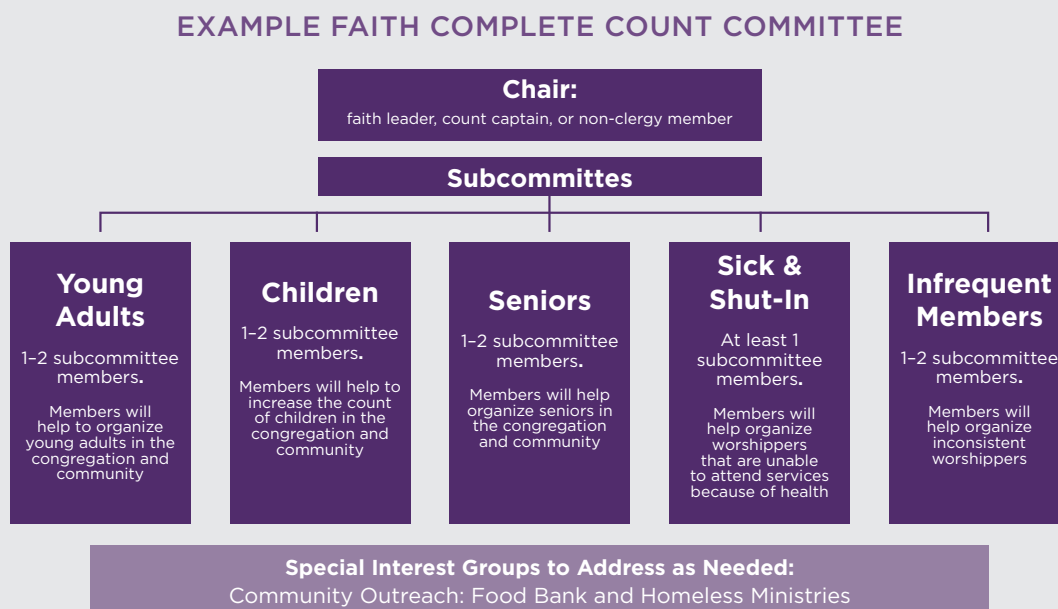 EXAMPLE FAITH COMPLETE COUNT COMMITTEE
Chair:
faith leader, count captain, or non-clergy member
Subcommittes
Young
Adults
1–2 subcommittee
members.
Members will
help to organize
young adults in the
congregation and
community
Children
1–2 subcommittee
members.
Members will help to
increase the count
of children in the
congregation and
community
Seniors
1–2 subcommittee
members.
Members will help
organize seniors in
the congregation
and community
Sick &
Shut-In
At least 1
subcommittee
members.
Members will
help organize
worshippers
that are unable
to attend services
because of health
Infrequent
Members
1–2 subcommittee
members.
Members will
help organize
inconsistent
worshippers
Special Interest Groups to Address as Needed:
Community Outreach: Food Bank and Homeless Ministries